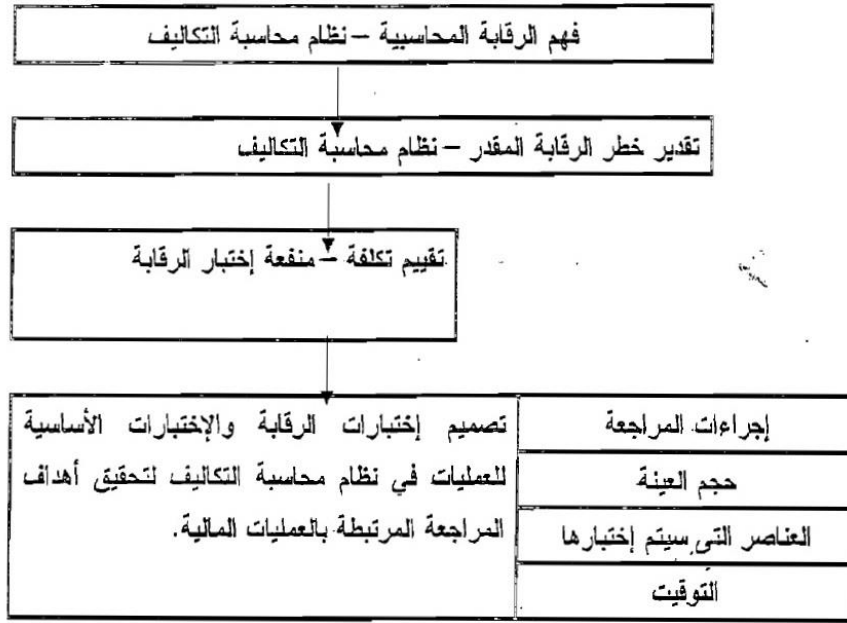 فهم الرقابة المحاسبية – نظام محاسبة التكاليف
تقدير خطر الرقابة المقدر – نظام محاسبة التكاليف
تقييم تكلفة – منفعة إختبار الرقابة
إجراءات المراجعة
حجم العينة
العناصر التى سيتم إختبارها
التوقيت
تصميم إختبارات الرقابة والإختبارات الأساسية
للعمليات في نظام محاسبة التكاليف لتحقيق أهداف
المراجعة المرتبطة بالعمليات المالية.